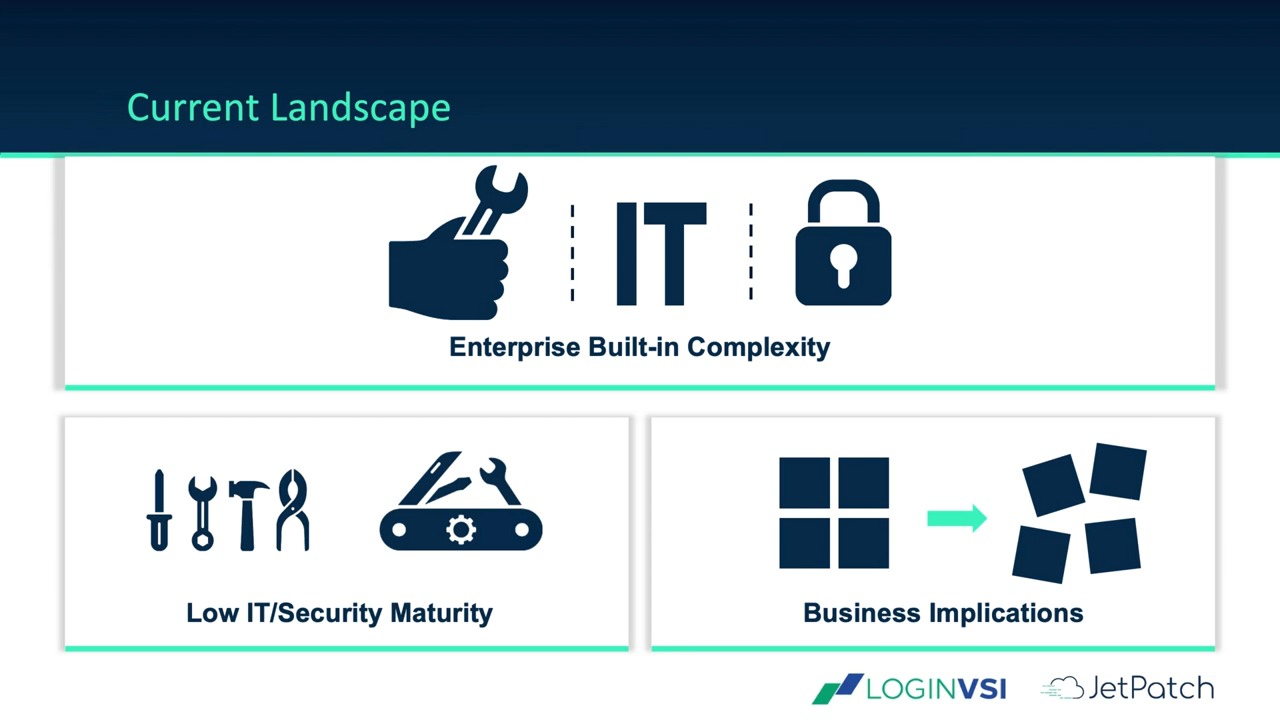 Current Landscape
IT
Enterprise Built-in Complexity
Low IT/Security Maturity
Business Implications
LOGINVSI
JetPatch